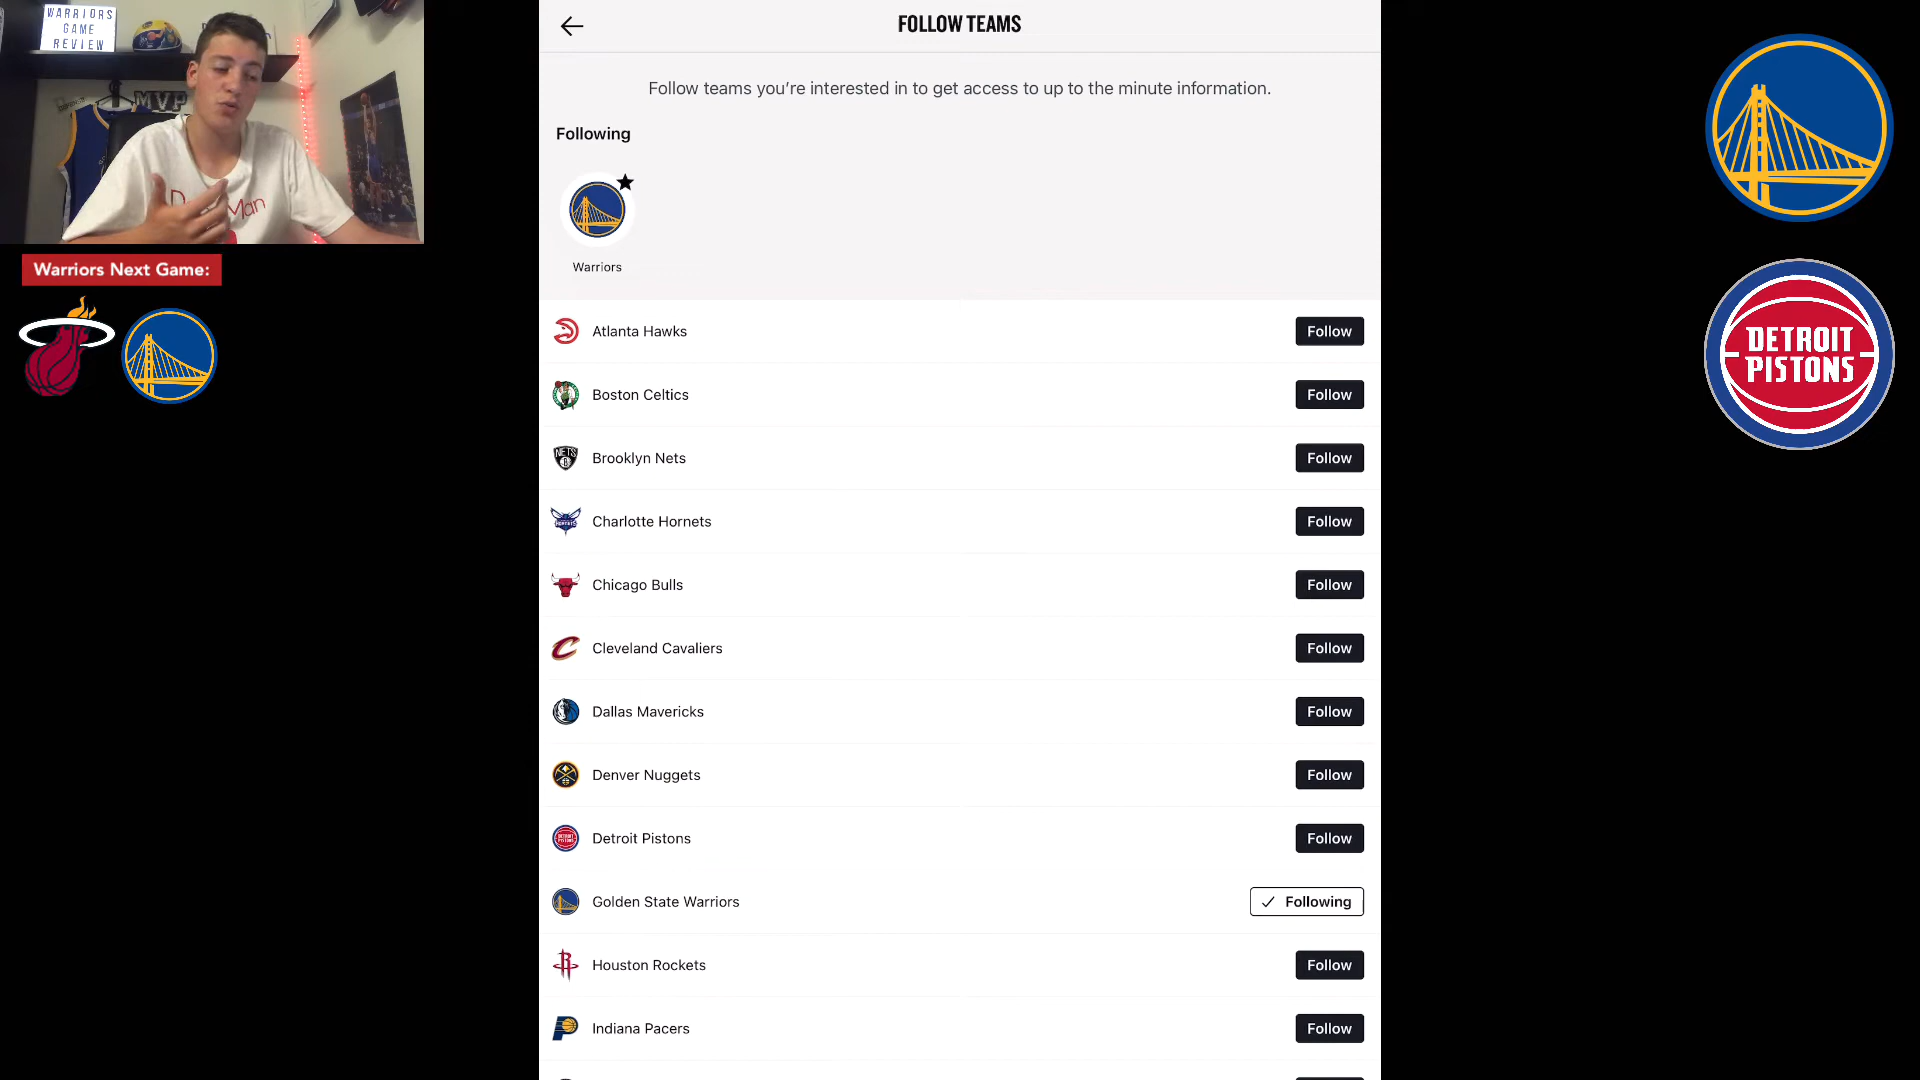 WARRIORS
GAME
REVIEW
MVP
Man
Warriors Next Game:
FOLLOW TEAMS
Follow teams you're interested in to get access to up to the minute information.
Following
Warriors
Atlanta Hawks Follow
Boston Celtics Follow
Brooklyn Nets Follow
Charlotte Hornets Follow
Chicago Bulls Follow
Cleveland Cavaliers Follow
Dallas Mavericks Follow
Denver Nuggets Follow
Detroit Pistons Follow
Golden State Warriors Following
Houston Rockets Follow
Indiana Pacers Follow
DETROIT
PISTONS